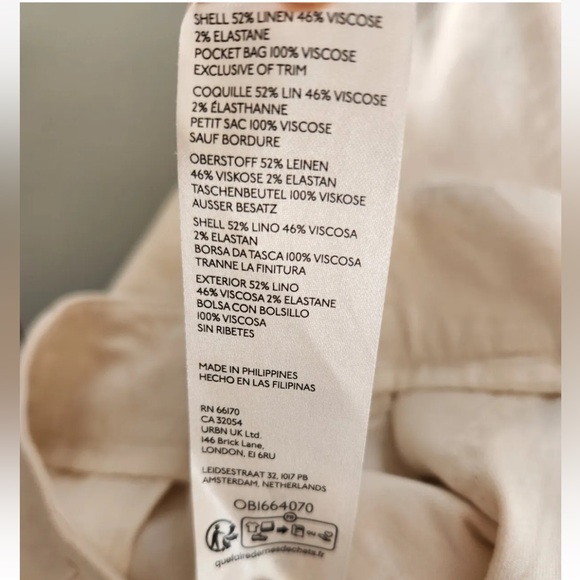 SHELL 52% LINEN 46% VISCOSE
2% ELASTANE
POCKET BAG 100% VISCOSE
EXCLUSIVE OF TRIM
COQUILLE 52% LIN 46% VISCOSE
2% ÉLASTHANNE
PETIT SAC 100% VISCOSE
SAUF BORDURE
OBERSTOFF 52% LEINEN
46% VISKOSE 2% ELASTAN
TASCHENBEUTEL 100% VISKOSE
AUSSER BESATZ
SHELL 52% LINO 46% VISCOSA
2% ELASTAN
BORSA DA TASCA 100% VISCOSA
TRANNE LA FINITURA
EXTERIOR 52% LINO
46% VISCOSA 2% ELASTANE
BOLSA CON BOLSILLO
100% VISCOSA
SIN RIBETES
MADE IN PHILIPPINES
HECHO EN LAS FILIPINAS
RN 66170
CA 32054
URBN UK Ltd.
146 Brick Lane,
LONDON, E1 6RU
LEIDSESTRAAT 32, 1017 PB
AMSTERDAM, NETHERLANDS
OB1664070
FR
OU
quefairedemesdechets.fr